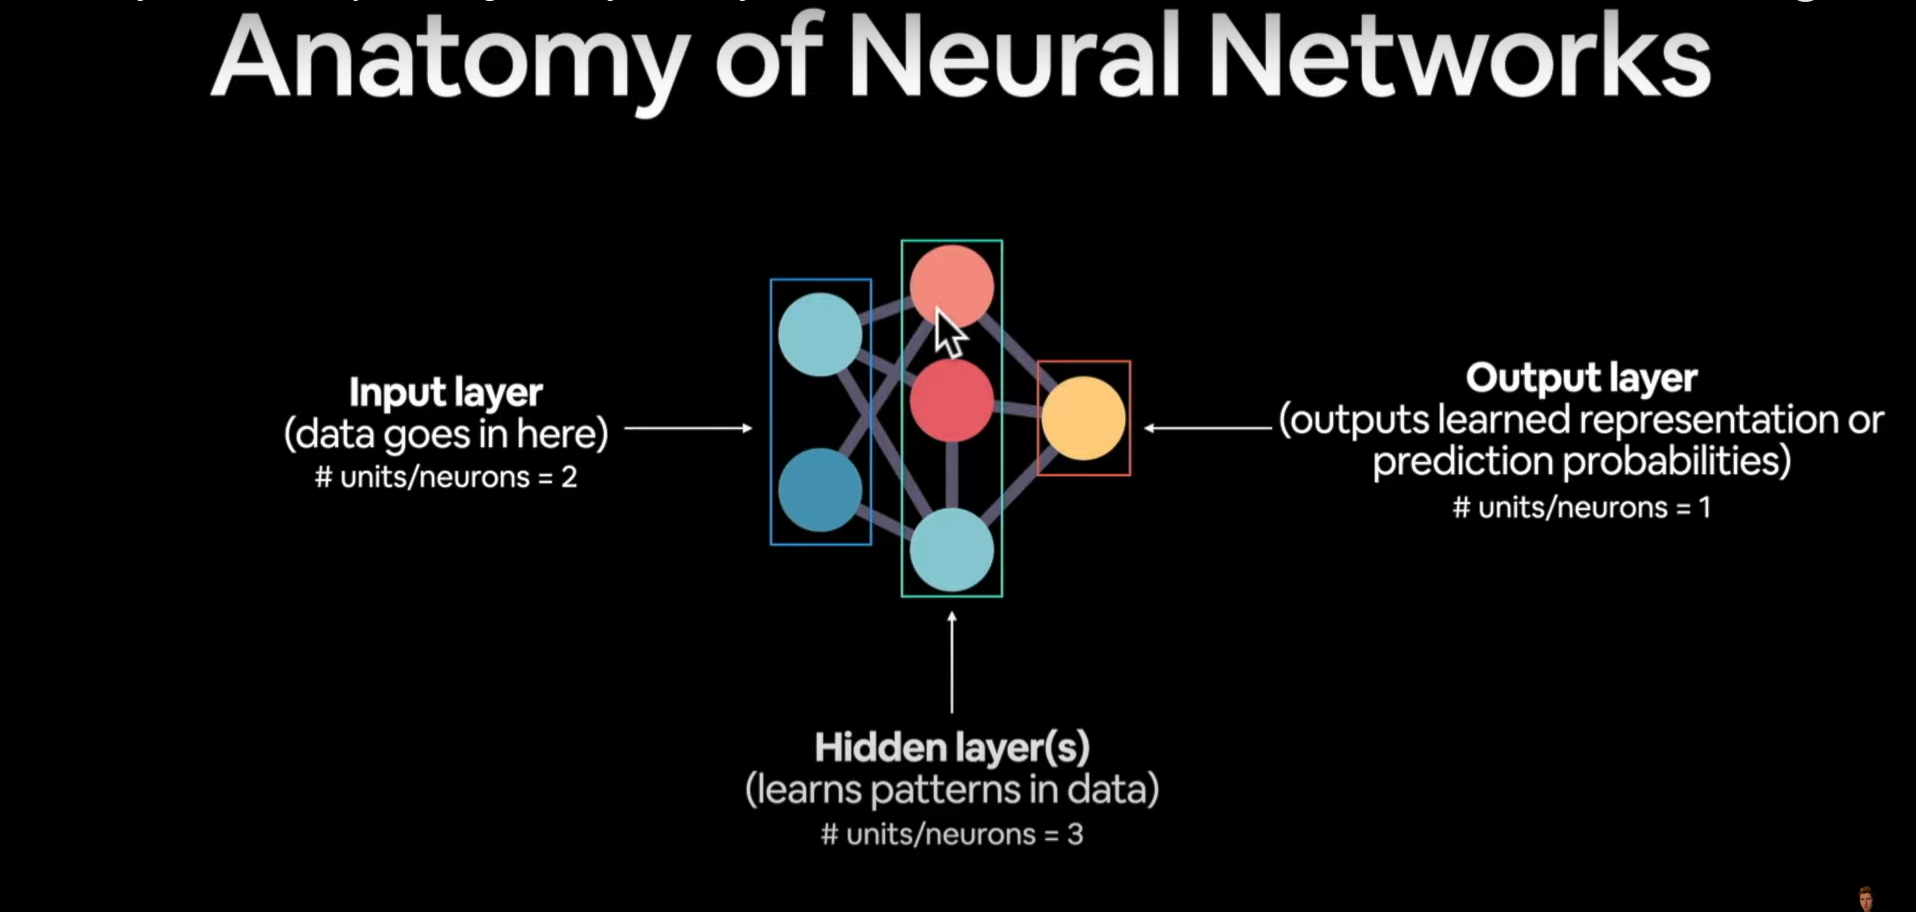 Anatomy of Neural Networks
Input layer
(data goes in here)
# units/neurons = 2
Output layer
(outputs learned representation or
prediction probabilities)
# units/neurons = 1
Hidden layer(s)
(learns patterns in data)
# units/neurons = 3